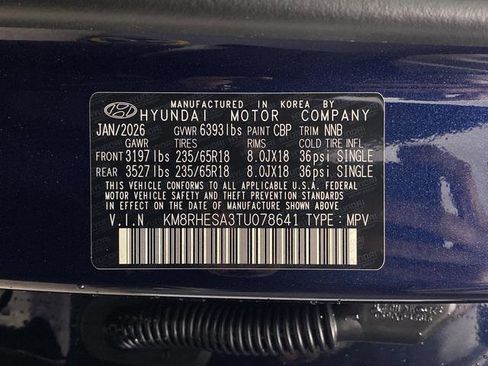 MANUFACTURED IN KOREA BY
HYUNDAI MOTOR COMPANY
JAN/2026 GVWR 6393lbs PAINT CBP TRIM NNB
GAWR TIRES RIMS COLD TIRE INFL
FRONT 3197lbs 235/65R18 8.0JX18 36psi SINGLE
REAR 3527lbs 235/65R18 8.0JX18 36psi SINGLE
THIS VEHICLE CONFORMS TO ALL APPLICABLE U.S.A. FEDERAL
MOTOR VEHICLE SAFETY AND THEFT PREVENTION STANDARDS
IN EFFECT ON THE DATE OF MANUFACTURE SHOWN ABOVE.
V.I.N KM8RHESA3TU078641 TYPE: MPV